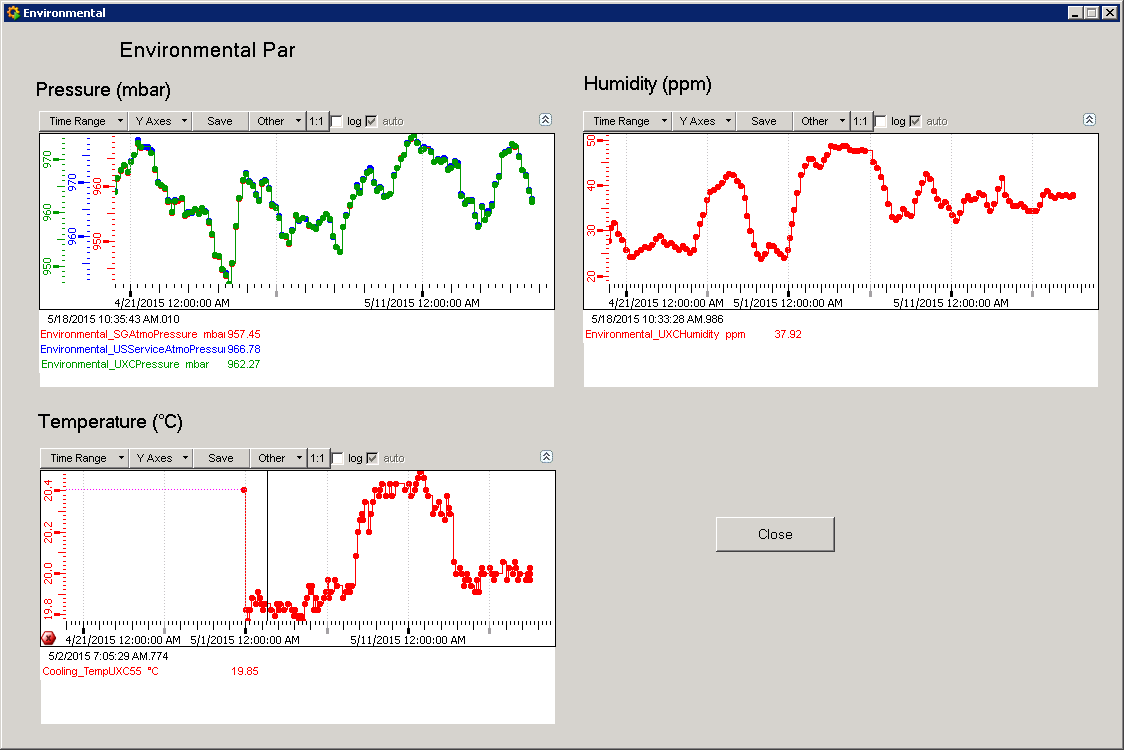 Environmental
Environmental Par
Pressure (mbar)
Time Range Y Axes Save Other 1:1 log auto
970
960
950
970
960
960
950
4/21/2015 12:00:00 AM 5/11/2015 12:00:00 AM
5/18/2015 10:35:43 AM.010
Environmental_SGAtmoPressure mbar 957.45
Environmental_USServiceAtmoPressu 966.78
Environmental_UXCPressure mbar 962.27
Humidity (ppm)
Time Range Y Axes Save Other 1:1 log auto
50
40
30
20
4/21/2015 12:00:00 AM 5/1/2015 12:00:00 AM 5/11/2015 12:00:00 AM
5/18/2015 10:33:28 AM.986
Environmental_UXCHumidity ppm 37.92
Temperature (°C)
Time Range Y Axes Save Other 1:1 log auto
20.4
20.2
20.0
19.8
4/21/2015 12:00:00 AM 5/1/2015 12:00:00 AM 5/11/2015 12:00:00 AM
5/2/2015 7:05:29 AM.774
Cooling_TempUXC55 °C 19.85
Close